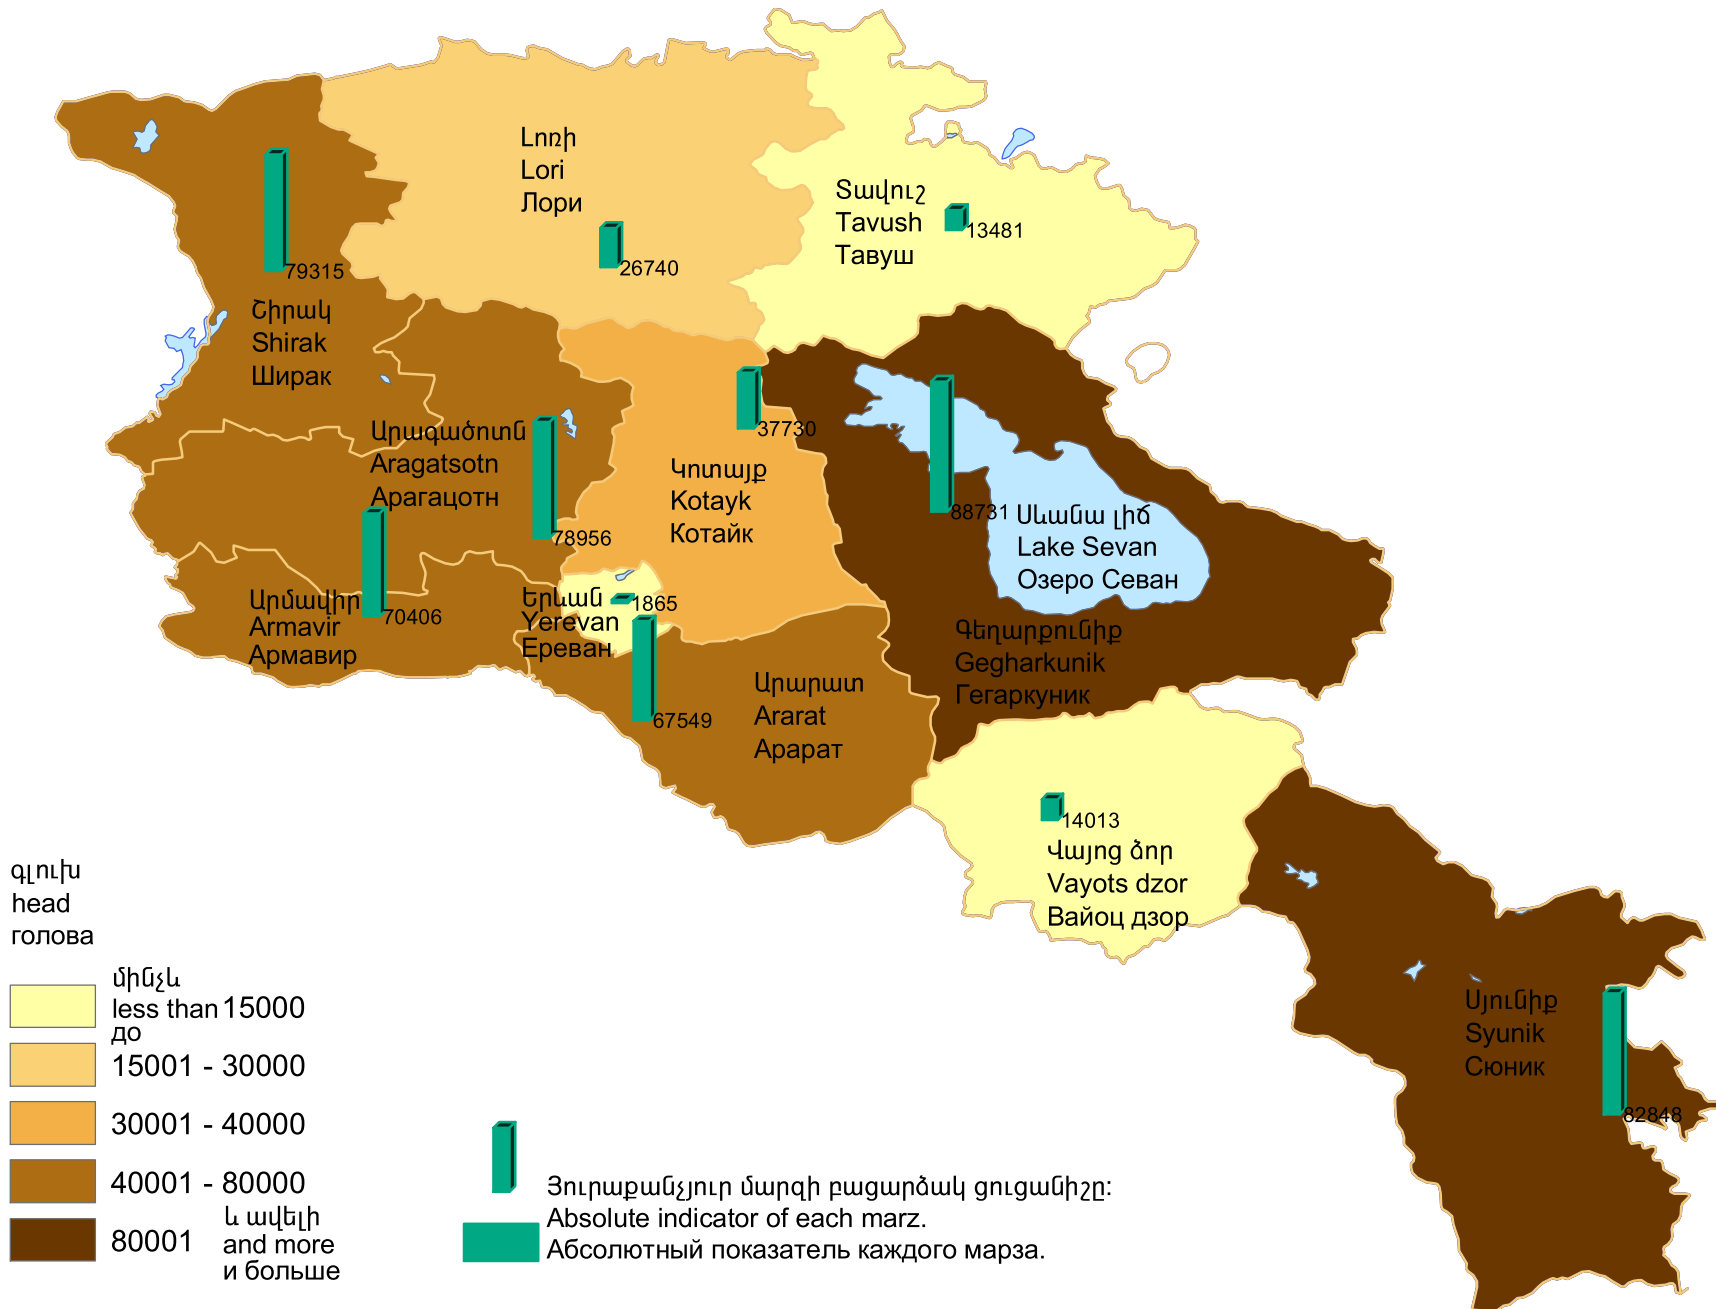 Լոռի
Lori
Лори
26740
Տավուշ
Tavush
Тавуш
13481
79315
Շիրակ
Shirak
Ширак
Արագածոտն
Aragatsotn
Арагацотн
78956
37730
Կոտայք
Kotayk
Котайк
88731
Սևանա լիճ
Lake Sevan
Озеро Севан
Գեղարքունիք
Gegharkunik
Гегаркуник
70406
Արմավիր
Armavir
Армавир
Երևան
Yerevan
Ереван
1865
67549
Արարատ
Ararat
Арарат
14013
Վայոց ձոր
Vayots dzor
Вайоц дзор
Սյունիք
Syunik
Сюник
82848
գլուխ
head
голова
մինչև
less than 15000
до
15001 - 30000
30001 - 40000
40001 - 80000
80001
և ավելի
and more
и больше
Յուրաքանչյուր մարզի բացարձակ ցուցանիշը:
Absolute indicator of each marz.
Абсолютный показатель каждого марза.